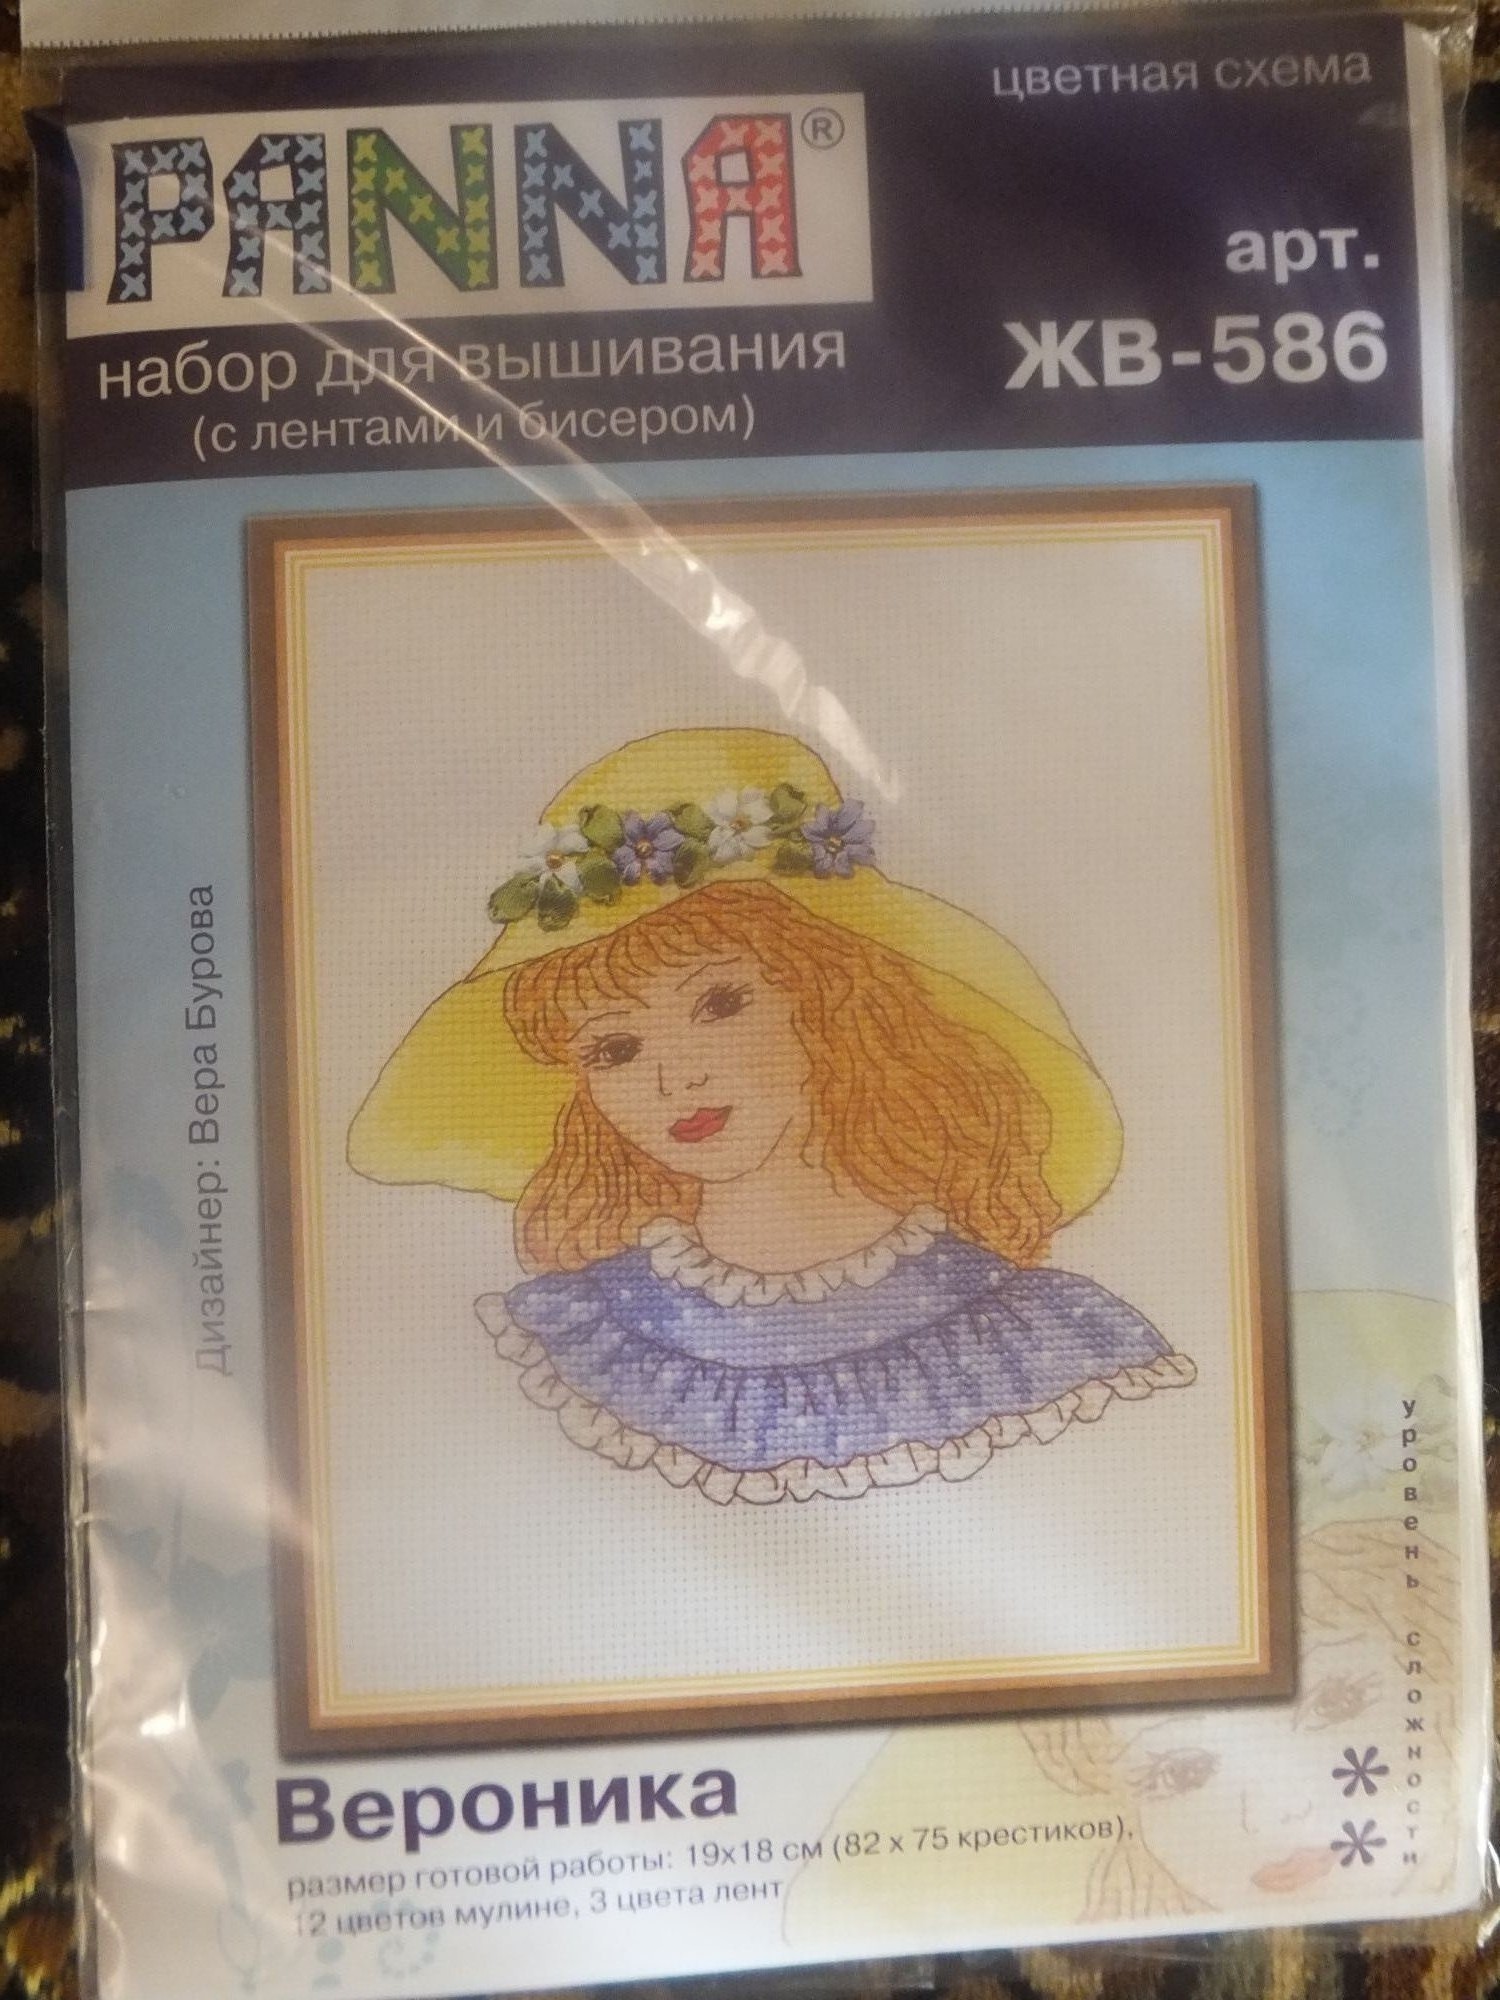 цветная схема
PANNA®
арт.
ЖВ-586
набор для вышивания
(с лентами и бисером)
Дизайнер: Вера Бурова
уровень сложности
Вероника
размер готовой работы: 19х18 см (82 х 75 крестиков),
12 цветов мулине, 3 цвета лент